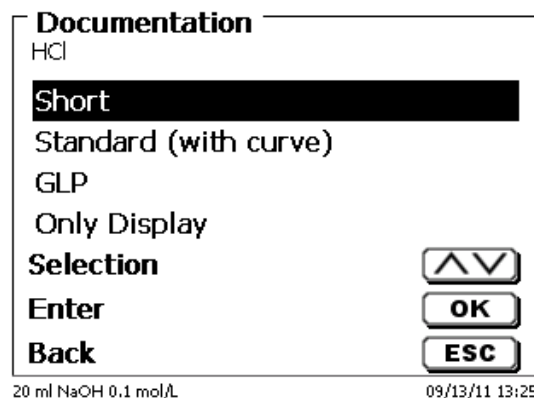 Documentation
HCl
Short
Standard (with curve)
GLP
Only Display
Selection
Enter OK
Back ESC
20 ml NaOH 0.1 mol/L 09/13/11 13:25